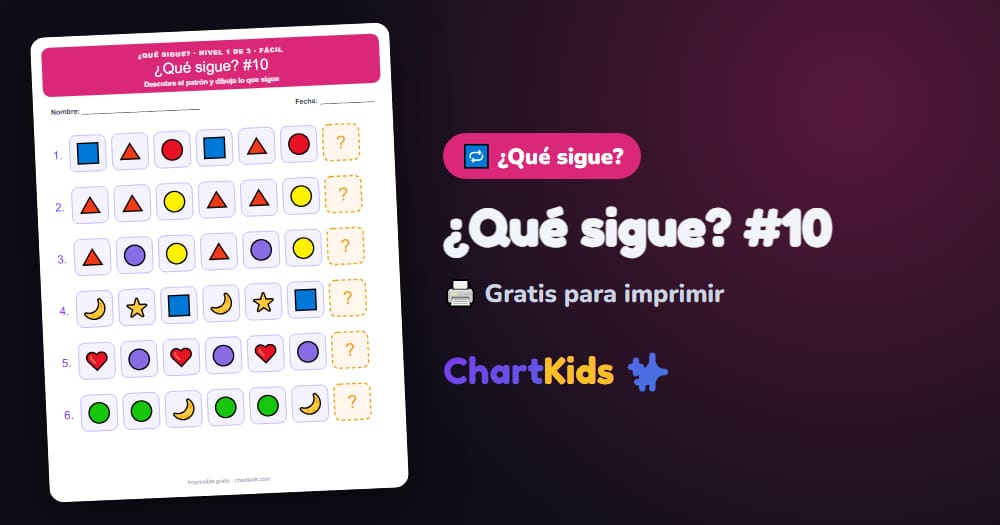 ¿QUÉ SIGUE? · NIVEL 1 DE 3 · FÁCIL
¿Qué sigue? #10
Descubre el patrón y dibuja lo que sigue
Nombre: ____________________ Fecha: __________
1. ?
2. ?
3. ?
4. ?
5. ?
6. ?
Imprimible gratis · chartkids.com
¿Qué sigue?
¿Qué sigue? #10
Gratis para imprimir
ChartKids